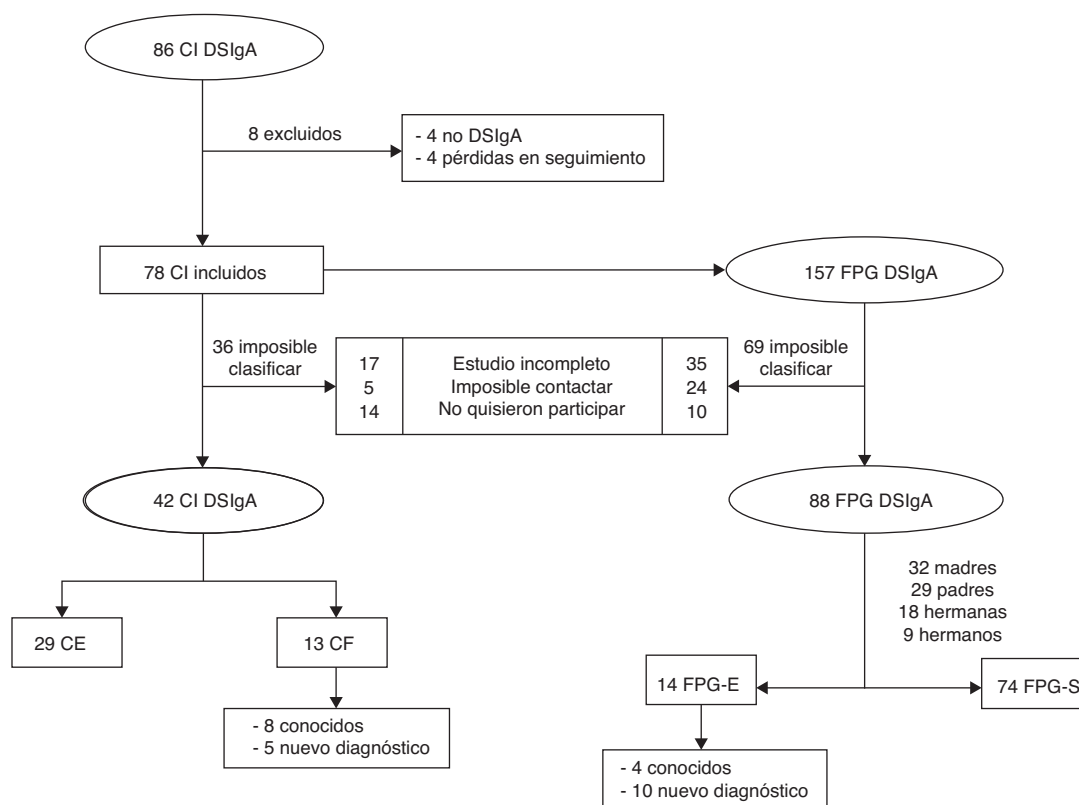 86 CI DSIgA
8 excluidos
- 4 no DSIgA
- 4 pérdidas en seguimiento
78 CI incluidos
157 FPG DSIgA
36 imposible
clasificar
17 Estudio incompleto 35
5 Imposible contactar 24
14 No quisieron participar 10
69 imposible
clasificar
42 CI DSIgA
88 FPG DSIgA
32 madres
29 padres
18 hermanas
9 hermanos
29 CE
13 CF
14 FPG-E
74 FPG-S
- 8 conocidos
- 5 nuevo diagnóstico
- 4 conocidos
- 10 nuevo diagnóstico